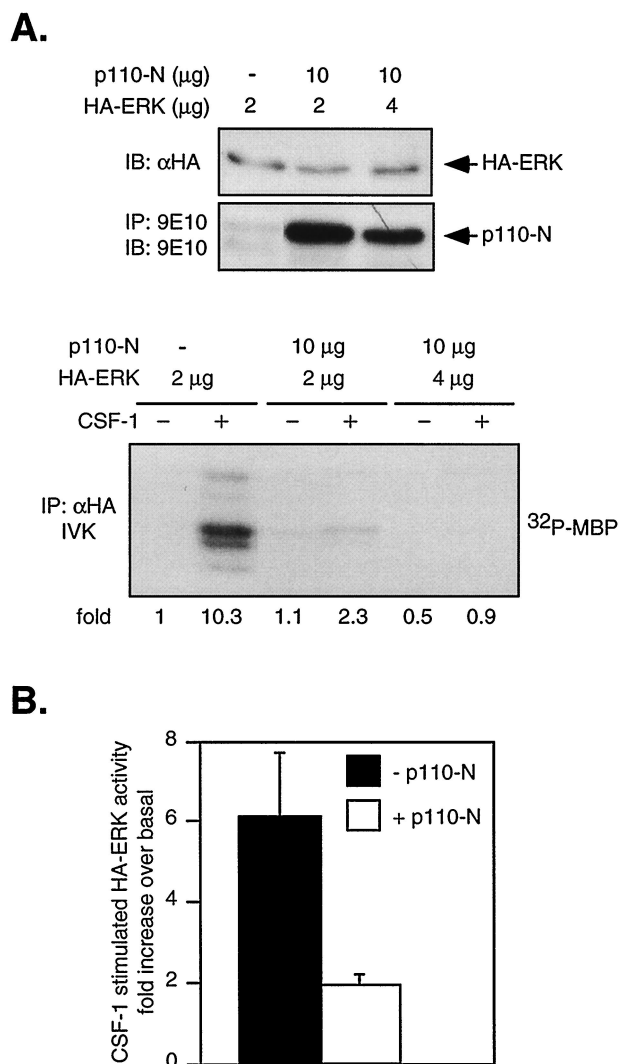 A.
p110-N (μg) - 10 10
HA-ERK (μg) 2 2 4
IB: αHA HA-ERK
IP: 9E10
IB: 9E10 p110-N
p110-N - 10 μg 10 μg
HA-ERK 2 μg 2 μg 4 μg
CSF-1 − + − + − +
IP: αHA
IVK 32P-MBP
fold 1 10.3 1.1 2.3 0.5 0.9
B.
CSF-1 stimulated HA-ERK activity
fold increase over basal
8
6
4
2
0
- p110-N
+ p110-N